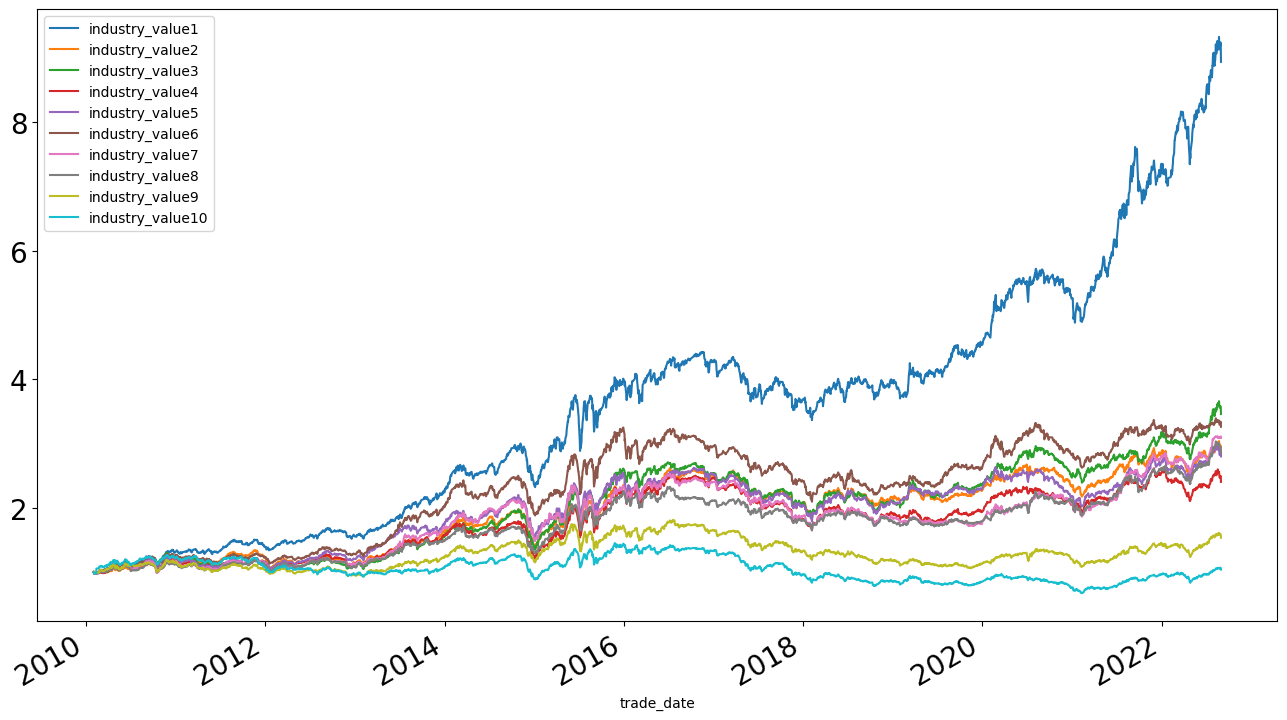 industry_value1
industry_value2
industry_value3
industry_value4
industry_value5
industry_value6
industry_value7
industry_value8
industry_value9
industry_value10
8
6
4
2
2010 2012 2014 2016 2018 2020 2022
trade_date